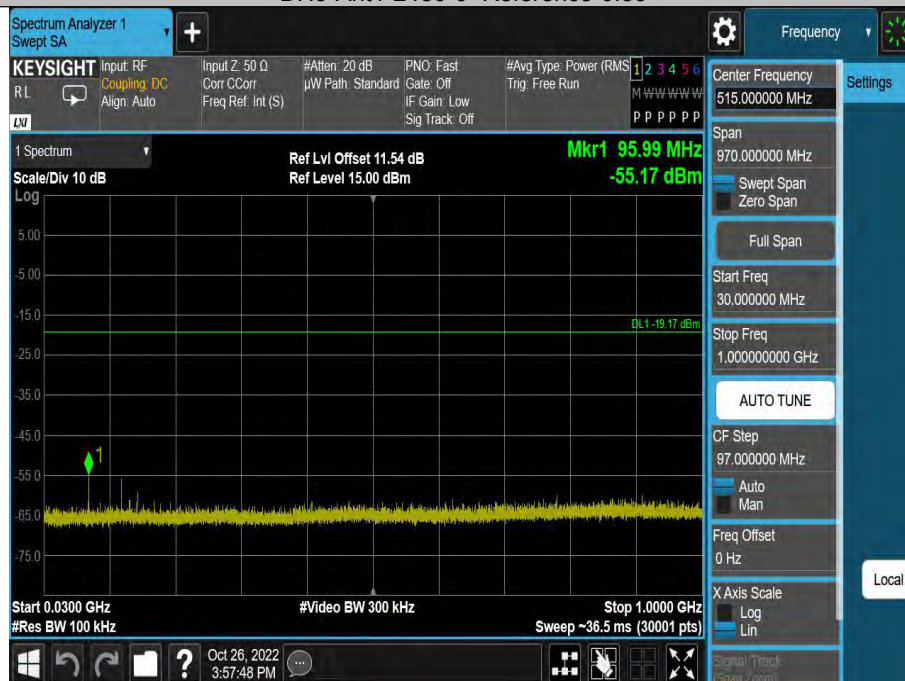 Spectrum Analyzer 1
Swept SA
+
Frequency
KEYSIGHT
RL
LXI
Input: RF
Coupling: DC
Align: Auto
Input Z: 50 Ω
Corr CCorr
Freq Ref: Int (S)
#Atten: 20 dB
µW Path: Standard
PNO: Fast
Gate: Off
IF Gain: Low
Sig Track: Off
#Avg Type: Power (RMS
Trig: Free Run
1 2 3 4 5 6
M W W W W W
P P P P P P
Center Frequency
515.000000 MHz
Settings
1 Spectrum
Scale/Div 10 dB
Ref Lvl Offset 11.54 dB
Ref Level 15.00 dBm
Mkr1 95.99 MHz
-55.17 dBm
Log
5.00
-5.00
-15.0
DL1 -19.17 dBm
-25.0
-35.0
-45.0
1
-55.0
-65.0
-75.0
Start 0.0300 GHz
#Res BW 100 kHz
#Video BW 300 kHz
Stop 1.0000 GHz
Sweep ~36.5 ms (30001 pts)
Span
970.000000 MHz
Swept Span
Zero Span
Full Span
Start Freq
30.000000 MHz
Stop Freq
1.000000000 GHz
AUTO TUNE
CF Step
97.000000 MHz
Auto
Man
Freq Offset
0 Hz
X Axis Scale
Log
Lin
Signal Track
(Span Zoom)
Local
?
Oct 26, 2022
3:57:48 PM